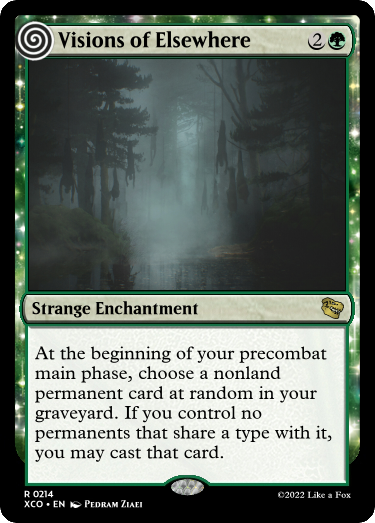 Visions of Elsewhere 2
Strange Enchantment
At the beginning of your precombat
main phase, choose a nonland
permanent card at random in your
graveyard. If you control no
permanents that share a type with it,
you may cast that card.
R 0214
XCO • EN Pedram Ziaei
©2022 Like a Fox